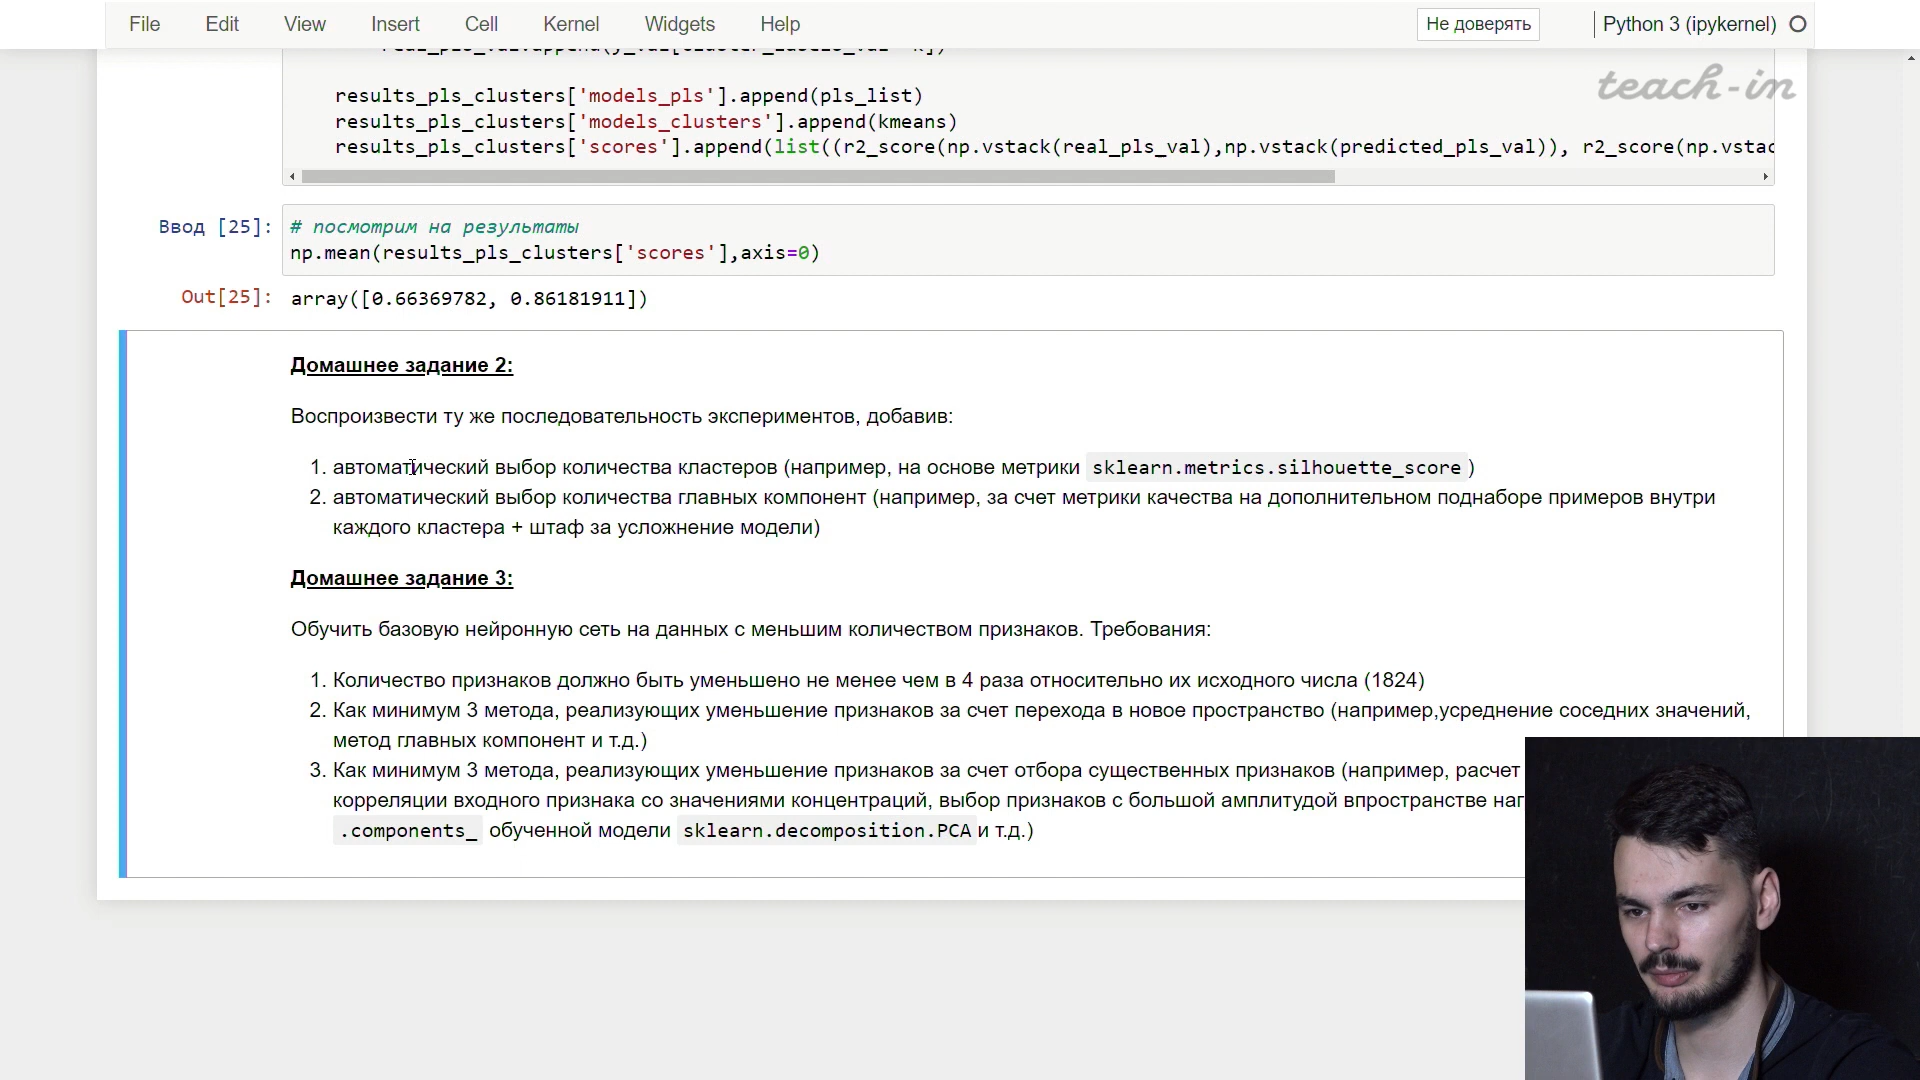 File Edit View Insert Cell Kernel Widgets Help Не доверять Python 3 (ipykernel)
teach-in
results_pls_clusters['models_pls'].append(pls_list)
results_pls_clusters['models_clusters'].append(kmeans)
results_pls_clusters['scores'].append(list((r2_score(np.vstack(real_pls_val),np.vstack(predicted_pls_val)), r2_score(np.vstac
Ввод [25]: # посмотрим на результаты
np.mean(results_pls_clusters['scores'],axis=0)
Out[25]: array([0.66369782, 0.86181911])
Домашнее задание 2:
Воспроизвести ту же последовательность экспериментов, добавив:
1. автоматический выбор количества кластеров (например, на основе метрики sklearn.metrics.silhouette_score )
2. автоматический выбор количества главных компонент (например, за счет метрики качества на дополнительном поднаборе примеров внутри
каждого кластера + штаф за усложнение модели)
Домашнее задание 3:
Обучить базовую нейронную сеть на данных с меньшим количеством признаков. Требования:
1. Количество признаков должно быть уменьшено не менее чем в 4 раза относительно их исходного числа (1824)
2. Как минимум 3 метода, реализующих уменьшение признаков за счет перехода в новое пространство (например,усреднение соседних значений,
метод главных компонент и т.д.)
3. Как минимум 3 метода, реализующих уменьшение признаков за счет отбора существенных признаков (например, расчет
корреляции входного признака со значениями концентраций, выбор признаков с большой амплитудой впространстве наг
.components_ обученной модели sklearn.decomposition.PCA и т.д.)